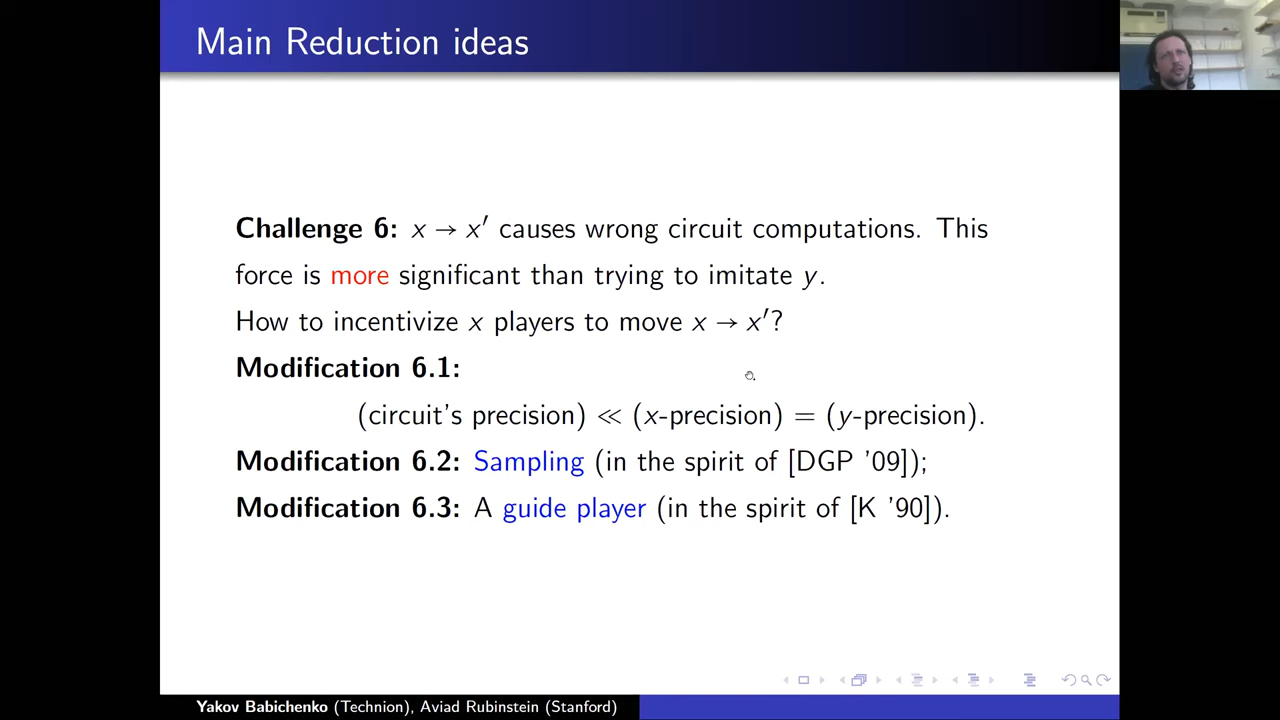 Main Reduction ideas
Challenge 6: x → x′ causes wrong circuit computations. This
force is more significant than trying to imitate y.
How to incentivize x players to move x → x′?
Modification 6.1:
(circuit's precision) ≪ (x-precision) = (y-precision).
Modification 6.2: Sampling (in the spirit of [DGP '09]);
Modification 6.3: A guide player (in the spirit of [K '90]).
Yakov Babichenko (Technion), Aviad Rubinstein (Stanford)